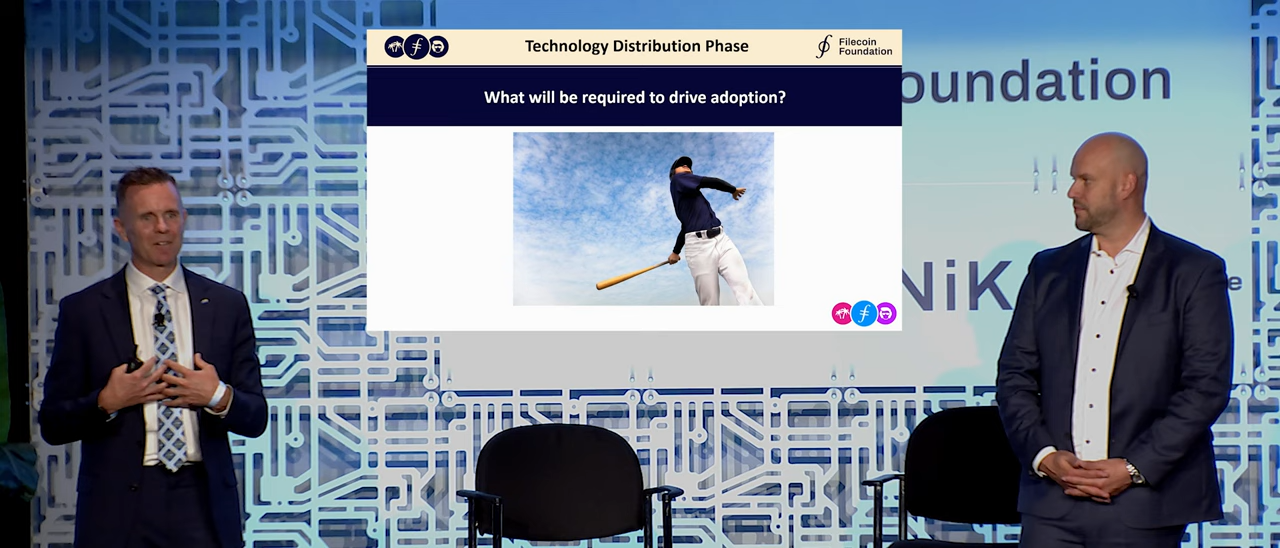 Technology Distribution Phase
Filecoin
Foundation
What will be required to drive adoption?
oundation
NiK
e